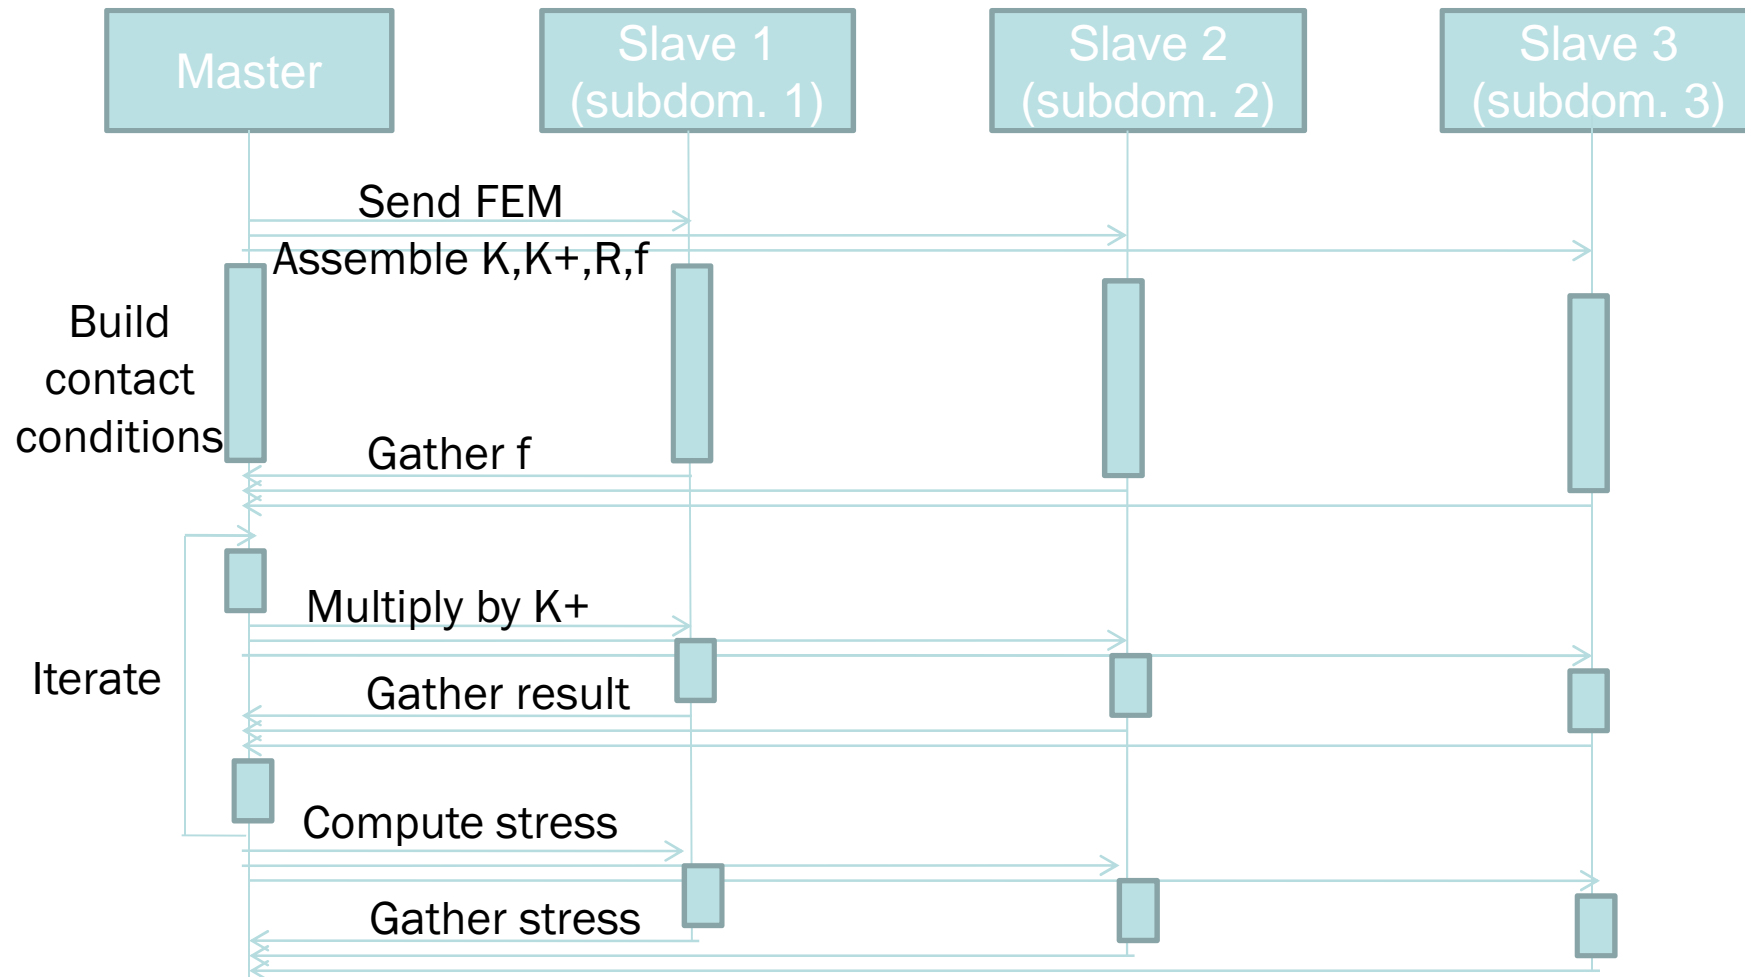 Master
Slave 1
(subdom. 1)
Slave 2
(subdom. 2)
Slave 3
(subdom. 3)
Send FEM
Assemble K,K+,R,f
Build
contact
conditions
Gather f
Multiply by K+
Iterate
Gather result
Compute stress
Gather stress